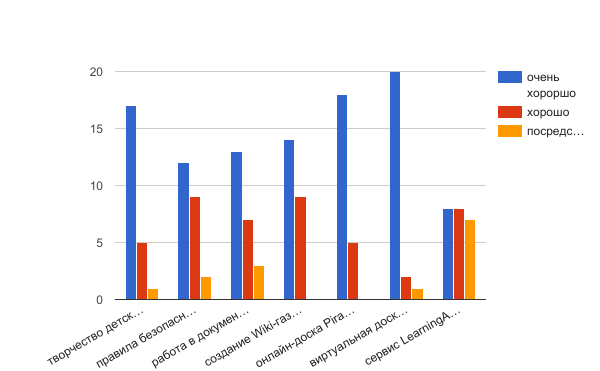 20
15
10
5
0
очень
хороршо
хорошо
посредс...
творчество детск...
правила безопасн...
работа в докумен...
создание Wiki-газ...
онлайн-доска Pira...
виртуальная доск...
сервис LearningA...